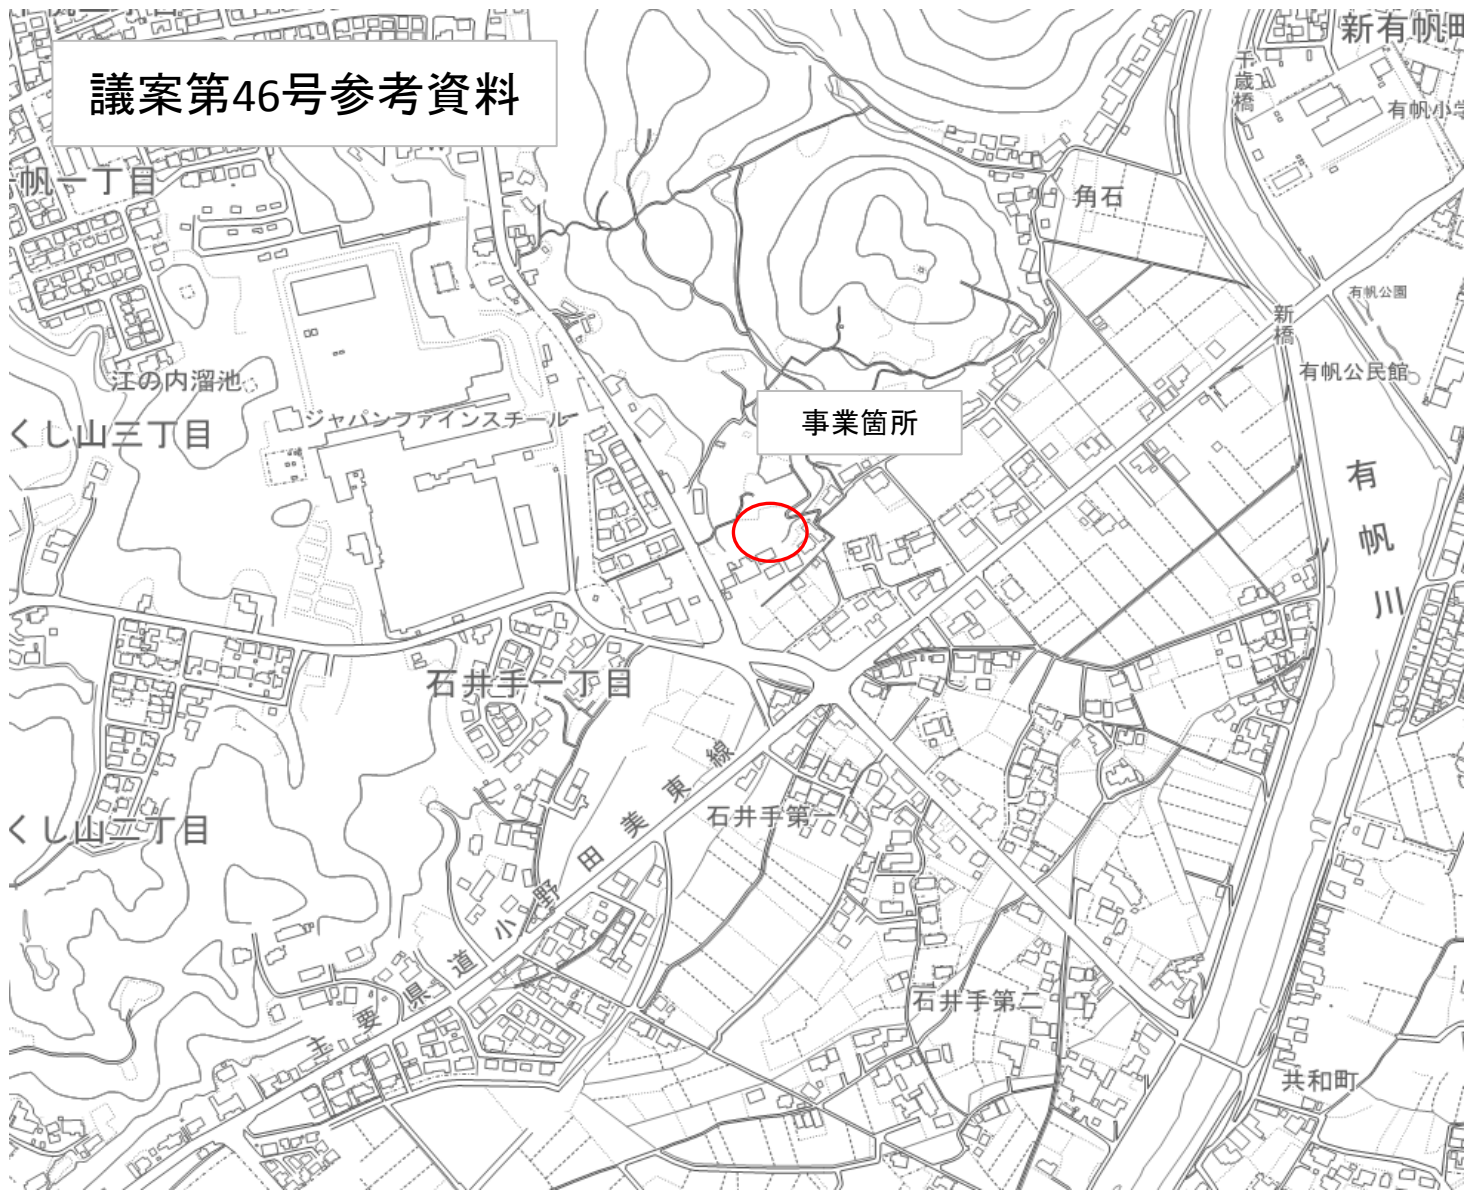 議案第46号参考資料
新有帆町
千歳橋
有帆小学
帆一丁目
角石
有帆公園
新橋
有帆公民館
江の内溜池
ジャパンファインスチール
くし山三丁目
事業箇所
有帆川
石井手一丁目
石井手第一
くし山二丁目
主要県道小野田美東線
石井手第二
共和町